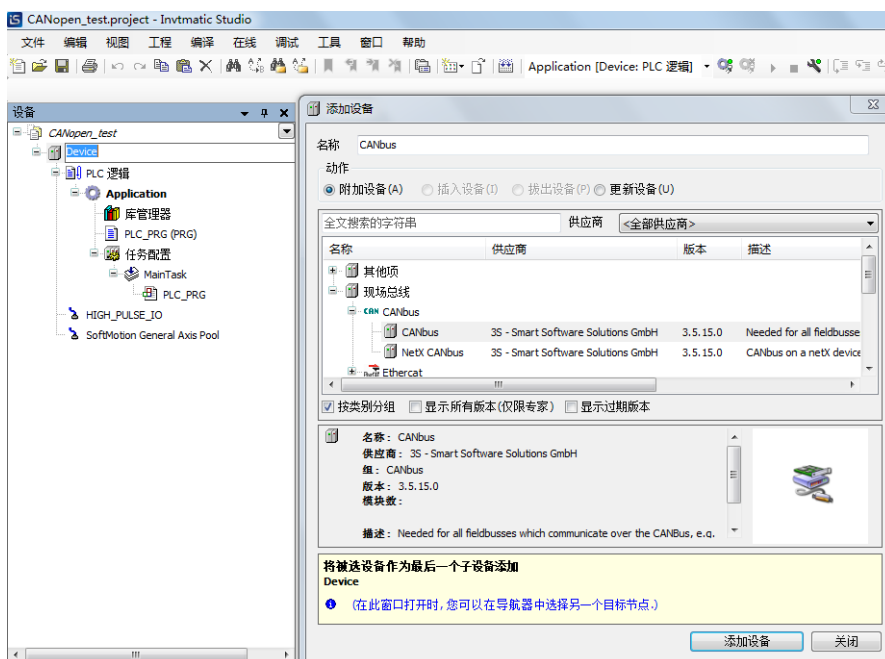 CANopen_test.project - Invtmatic Studio
文件 编辑 视图 工程 编译 在线 调试 工具 窗口 帮助
Application [Device: PLC 逻辑]
设备
CANopen_test
Device
PLC 逻辑
Application
库管理器
PLC_PRG (PRG)
任务配置
MainTask
PLC_PRG
HIGH_PULSE_IO
SoftMotion General Axis Pool
添加设备
名称 CANbus
动作
附加设备(A) 插入设备(I) 拔出设备(P) 更新设备(U)
全文搜索的字符串 供应商 <全部供应商>
名称 供应商 版本 描述
其他项
现场总线
CAN CANbus
CANbus 3S - Smart Software Solutions GmbH 3.5.15.0 Needed for all fieldbusse
NetX CANbus 3S - Smart Software Solutions GmbH 3.5.15.0 CANbus on a netX device
Ethercat
按类别分组 显示所有版本(仅限专家) 显示过期版本
名称: CANbus
供应商: 3S - Smart Software Solutions GmbH
组: CANbus
版本: 3.5.15.0
模块数:
描述: Needed for all fieldbusses which communicate over the CANBus, e.g.
将被选设备作为最后一个子设备添加
Device
(在此窗口打开时,您可以在导航器中选择另一个目标节点.)
添加设备 关闭